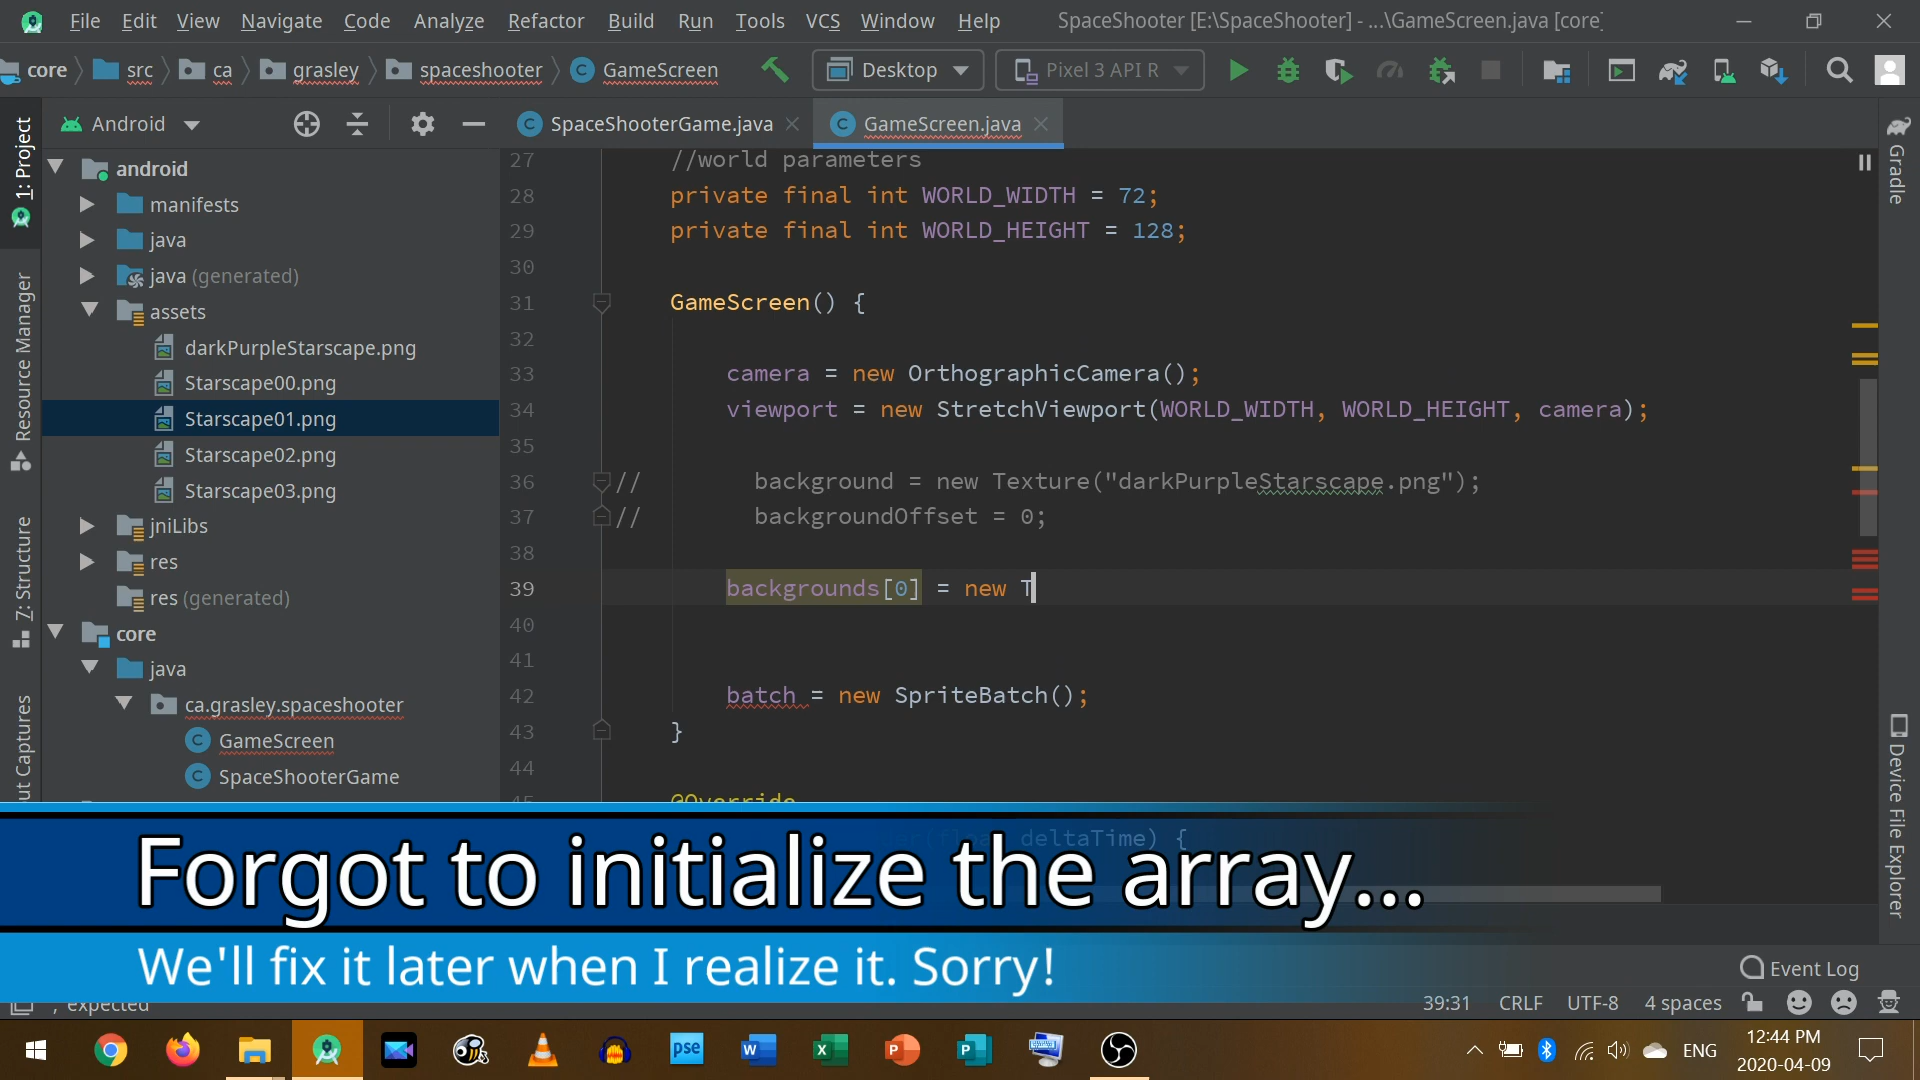 File Edit View Navigate Code Analyze Refactor Build Run Tools VCS Window Help SpaceShooter [E:\SpaceShooter] - ...\GameScreen.java [core]
core src ca grasley spaceshooter GameScreen Desktop Pixel 3 API R
Android SpaceShooterGame.java GameScreen.java
1: Project
Resource Manager
7: Structure
ut Captures
android
manifests
java
java (generated)
assets
darkPurpleStarscape.png
Starscape00.png
Starscape01.png
Starscape02.png
Starscape03.png
jniLibs
res
res (generated)
core
java
ca.grasley.spaceshooter
GameScreen
SpaceShooterGame
27 //world parameters
28 private final int WORLD_WIDTH = 72;
29 private final int WORLD_HEIGHT = 128;
30
31 GameScreen() {
32
33 camera = new OrthographicCamera();
34 viewport = new StretchViewport(WORLD_WIDTH, WORLD_HEIGHT, camera);
35
36 // background = new Texture("darkPurpleStarscape.png");
37 // backgroundOffset = 0;
38
39 backgrounds[0] = new T
40
41
42 batch = new SpriteBatch();
43 }
44
45 @Override
deltaTime) {
Gradle
Device File Explorer
Forgot to initialize the array...
We'll fix it later when I realize it. Sorry!
Event Log
';' expected
39:31 CRLF UTF-8 4 spaces
pse
ENG
12:44 PM
2020-04-09